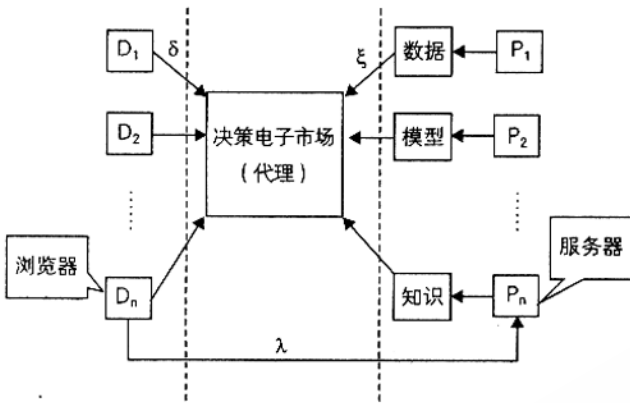 D₁
δ
ξ
数据
P₁
D₂
决策电子市场
（代理）
模型
P₂
……
……
浏览器
服务器
Dₙ
知识
Pₙ
λ